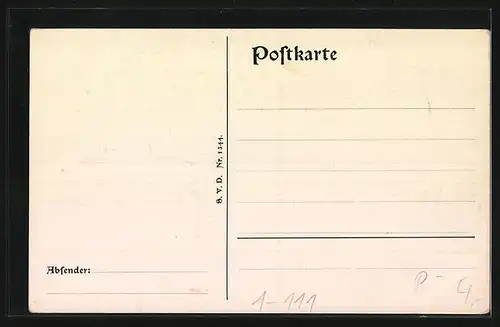 Poſtkarte
S. V. D. Nr. 1344.
Abſender:
P-
4,-
1-111